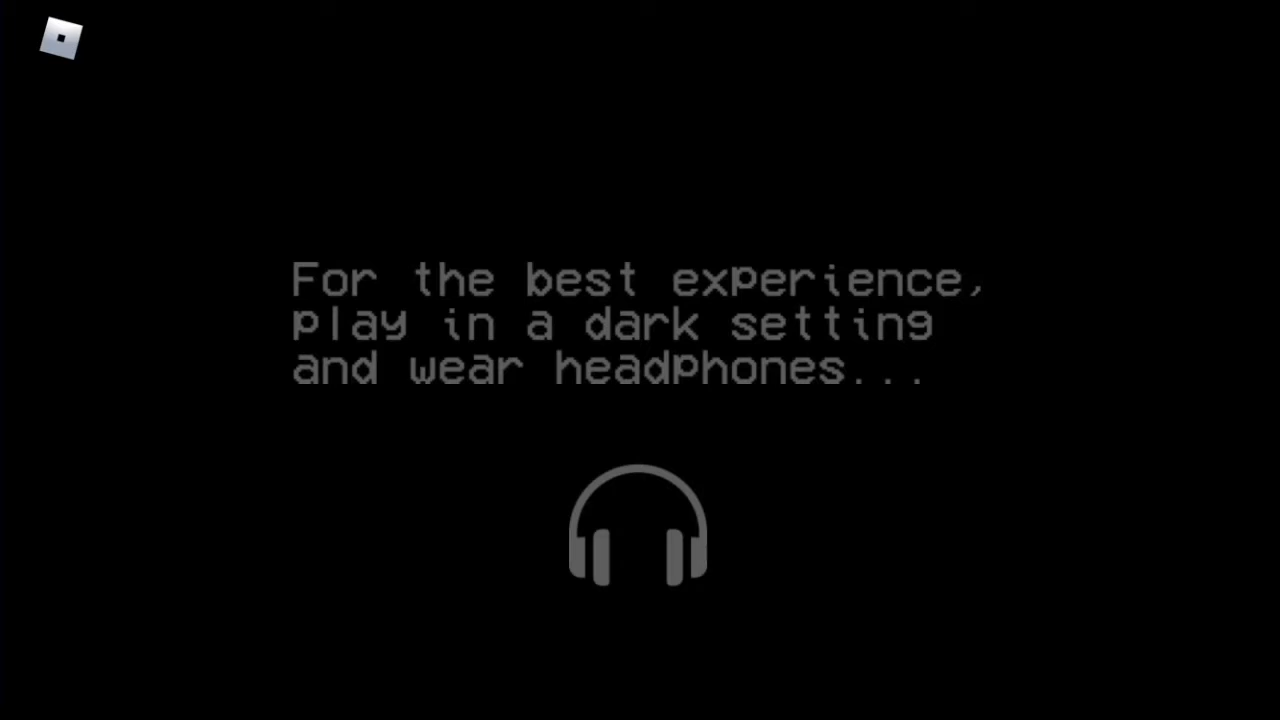 For the best experience,
play in a dark setting
and wear headphones...